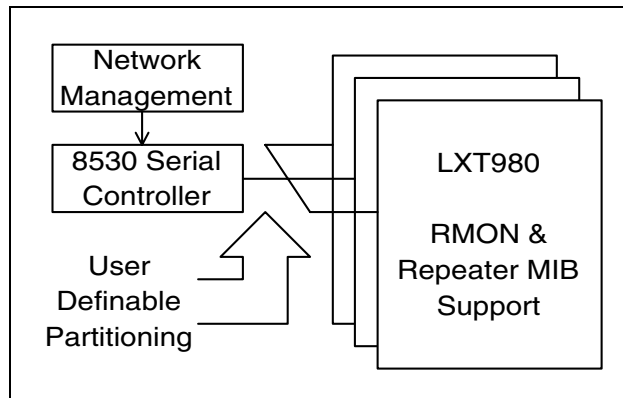 Network
Management
8530 Serial
Controller
User
Definable
Partitioning
LXT980
RMON &
Repeater MIB
Support